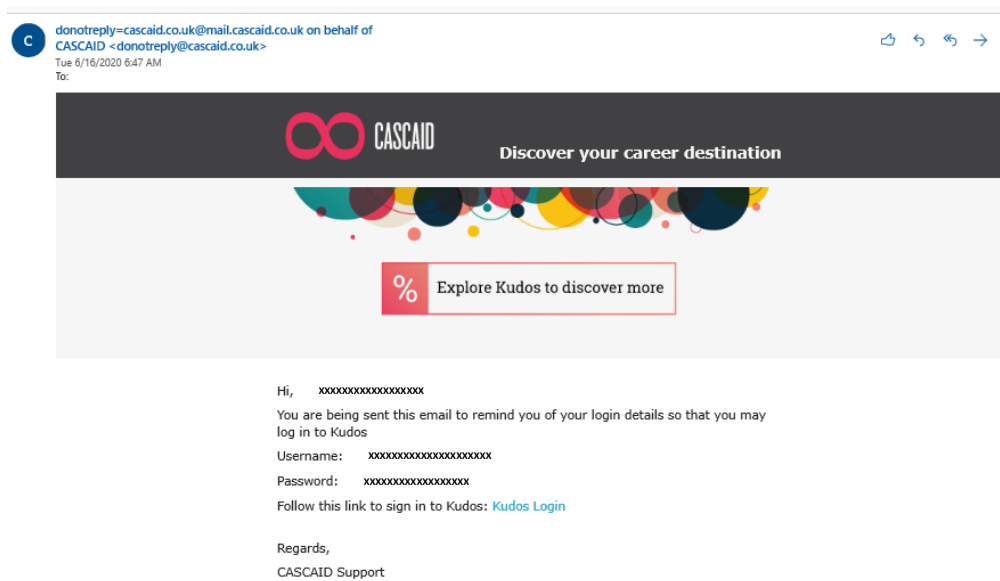 C
donotreply=cascaid.co.uk@mail.cascaid.co.uk on behalf of
CASCAID <donotreply@cascaid.co.uk>
Tue 6/16/2020 6:47 AM
To:
CASCAID
Discover your career destination
% Explore Kudos to discover more
Hi, xxxxxxxxxxxxxxxxxx
You are being sent this email to remind you of your login details so that you may
log in to Kudos
Username: xxxxxxxxxxxxxxxxxxxxx
Password: xxxxxxxxxxxxxxxxxx
Follow this link to sign in to Kudos: Kudos Login
Regards,
CASCAID Support